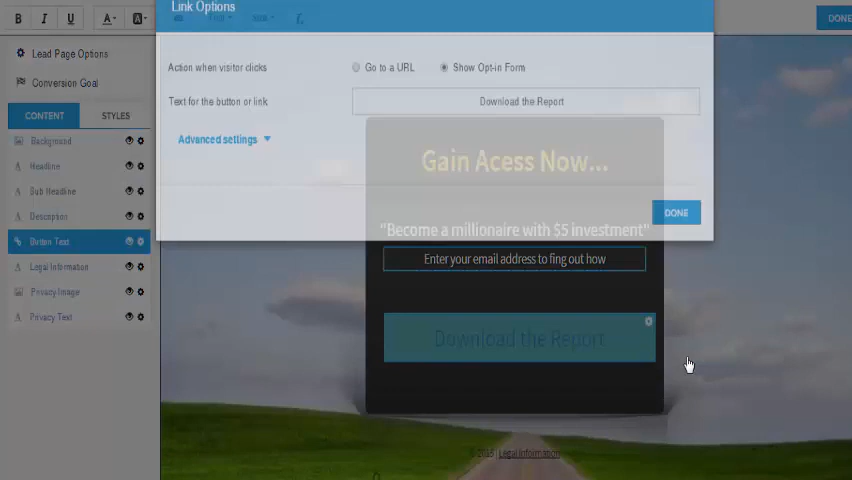 Link Options
B I U A A
DONE
Lead Page Options
Conversion Goal
CONTENT STYLES
Background
Headline
Sub Headline
Description
Button Text
Legal Information
Privacy Image
Privacy Text
Action when visitor clicks
Go to a URL
Show Opt-in Form
Text for the button or link
Download the Report
Advanced settings
DONE
Gain Acess Now...
"Become a millionaire with $5 investment"
Enter your email address to fing out how
Download the Report
© 2013 | Legal Information